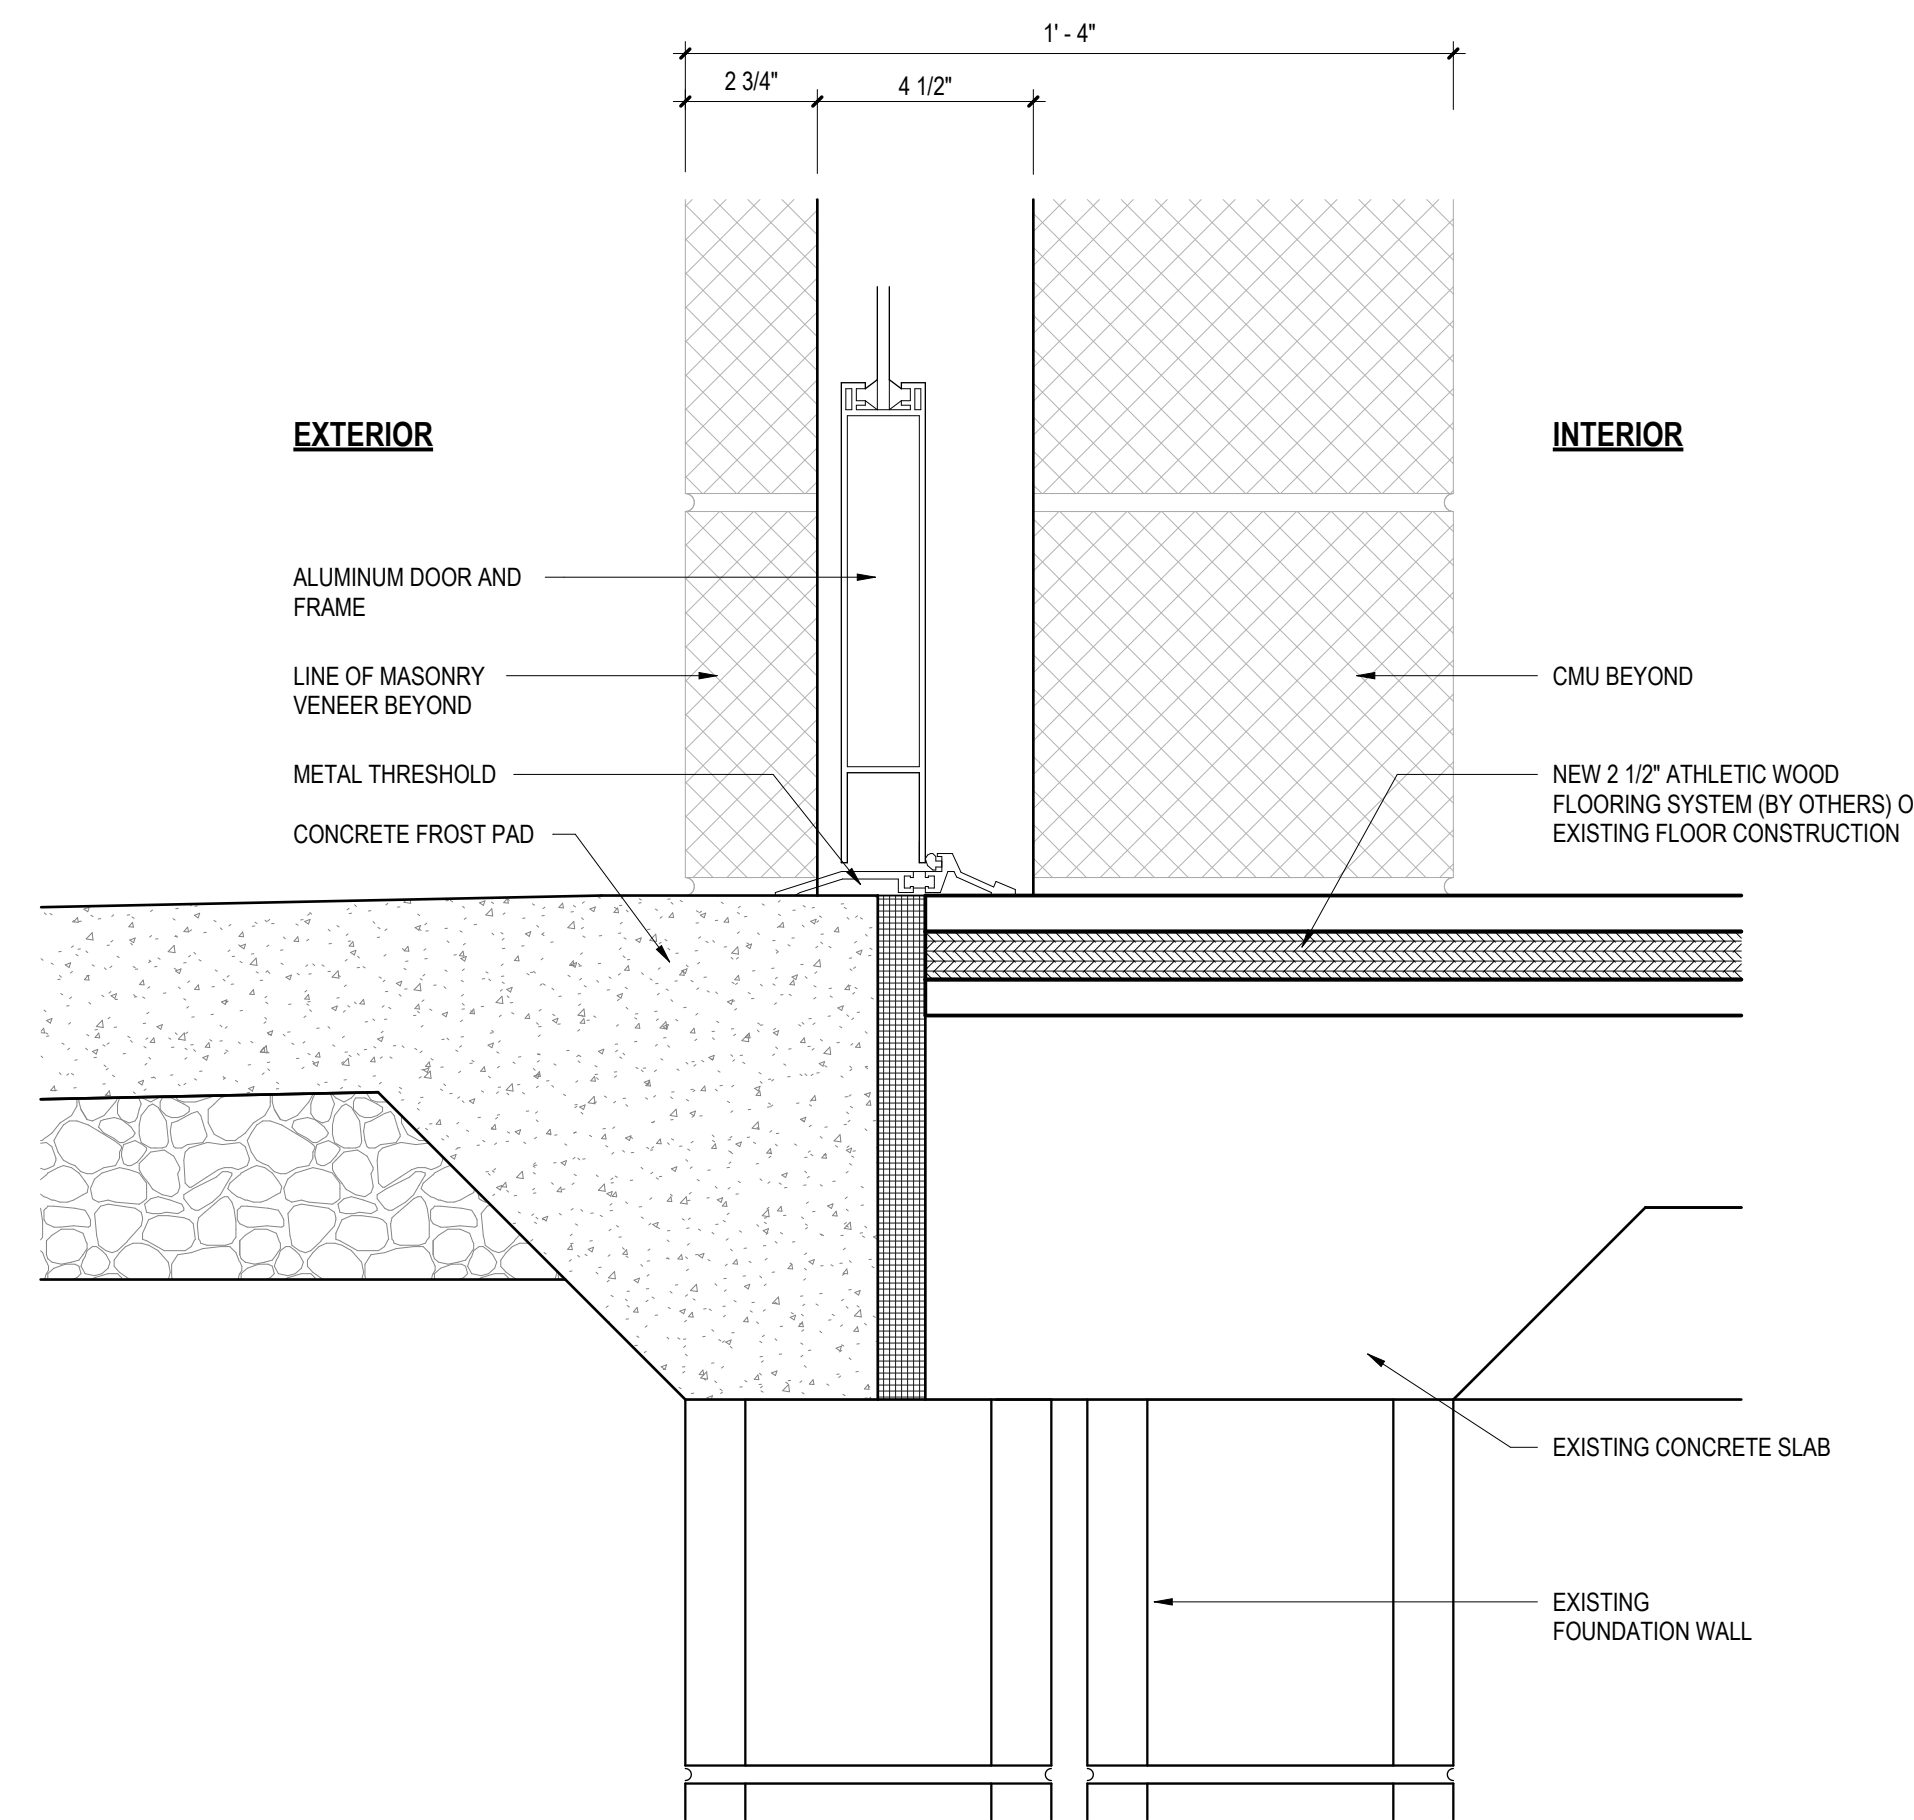 1' - 4"
2 3/4"
4 1/2"
EXTERIOR
INTERIOR
ALUMINUM DOOR AND
FRAME
LINE OF MASONRY
VENEER BEYOND
METAL THRESHOLD
CONCRETE FROST PAD
CMU BEYOND
NEW 2 1/2" ATHLETIC WOOD
FLOORING SYSTEM (BY OTHERS)
EXISTING FLOOR CONSTRUCTION
EXISTING CONCRETE SLAB
EXISTING
FOUNDATION WALL